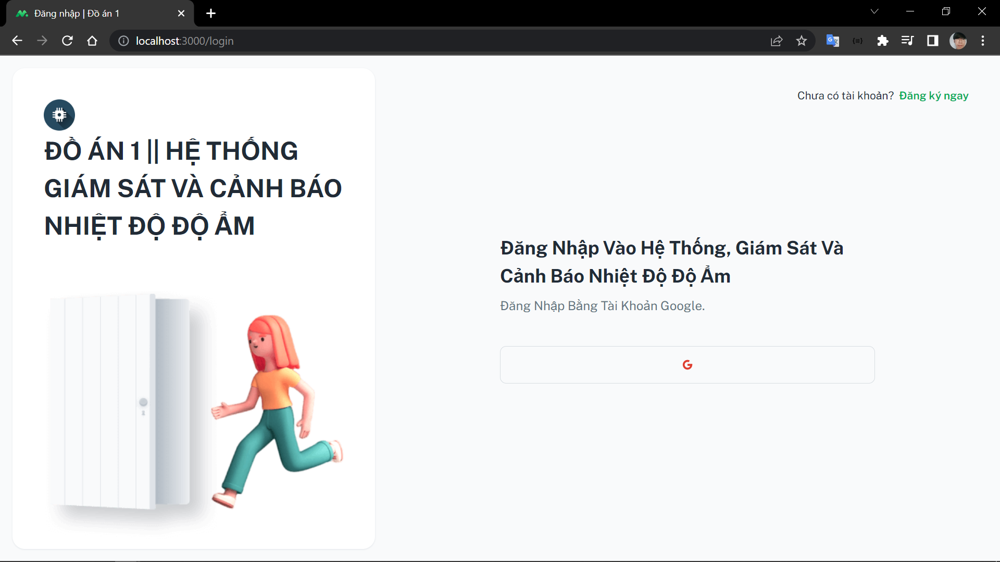 Đăng nhập | Đồ án 1
localhost:3000/login
Chưa có tài khoản? Đăng ký ngay
ĐỒ ÁN 1 || HỆ THỐNG
GIÁM SÁT VÀ CẢNH BÁO
NHIỆT ĐỘ ĐỘ ẨM
Đăng Nhập Vào Hệ Thống, Giám Sát Và
Cảnh Báo Nhiệt Độ Độ Ẩm
Đăng Nhập Bằng Tài Khoản Google.